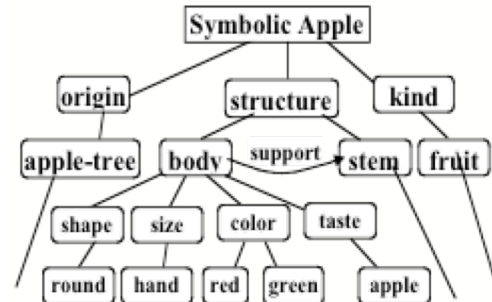 Symbolic Apple
origin structure kind
apple-tree body support stem fruit
shape size color taste
round hand red green apple